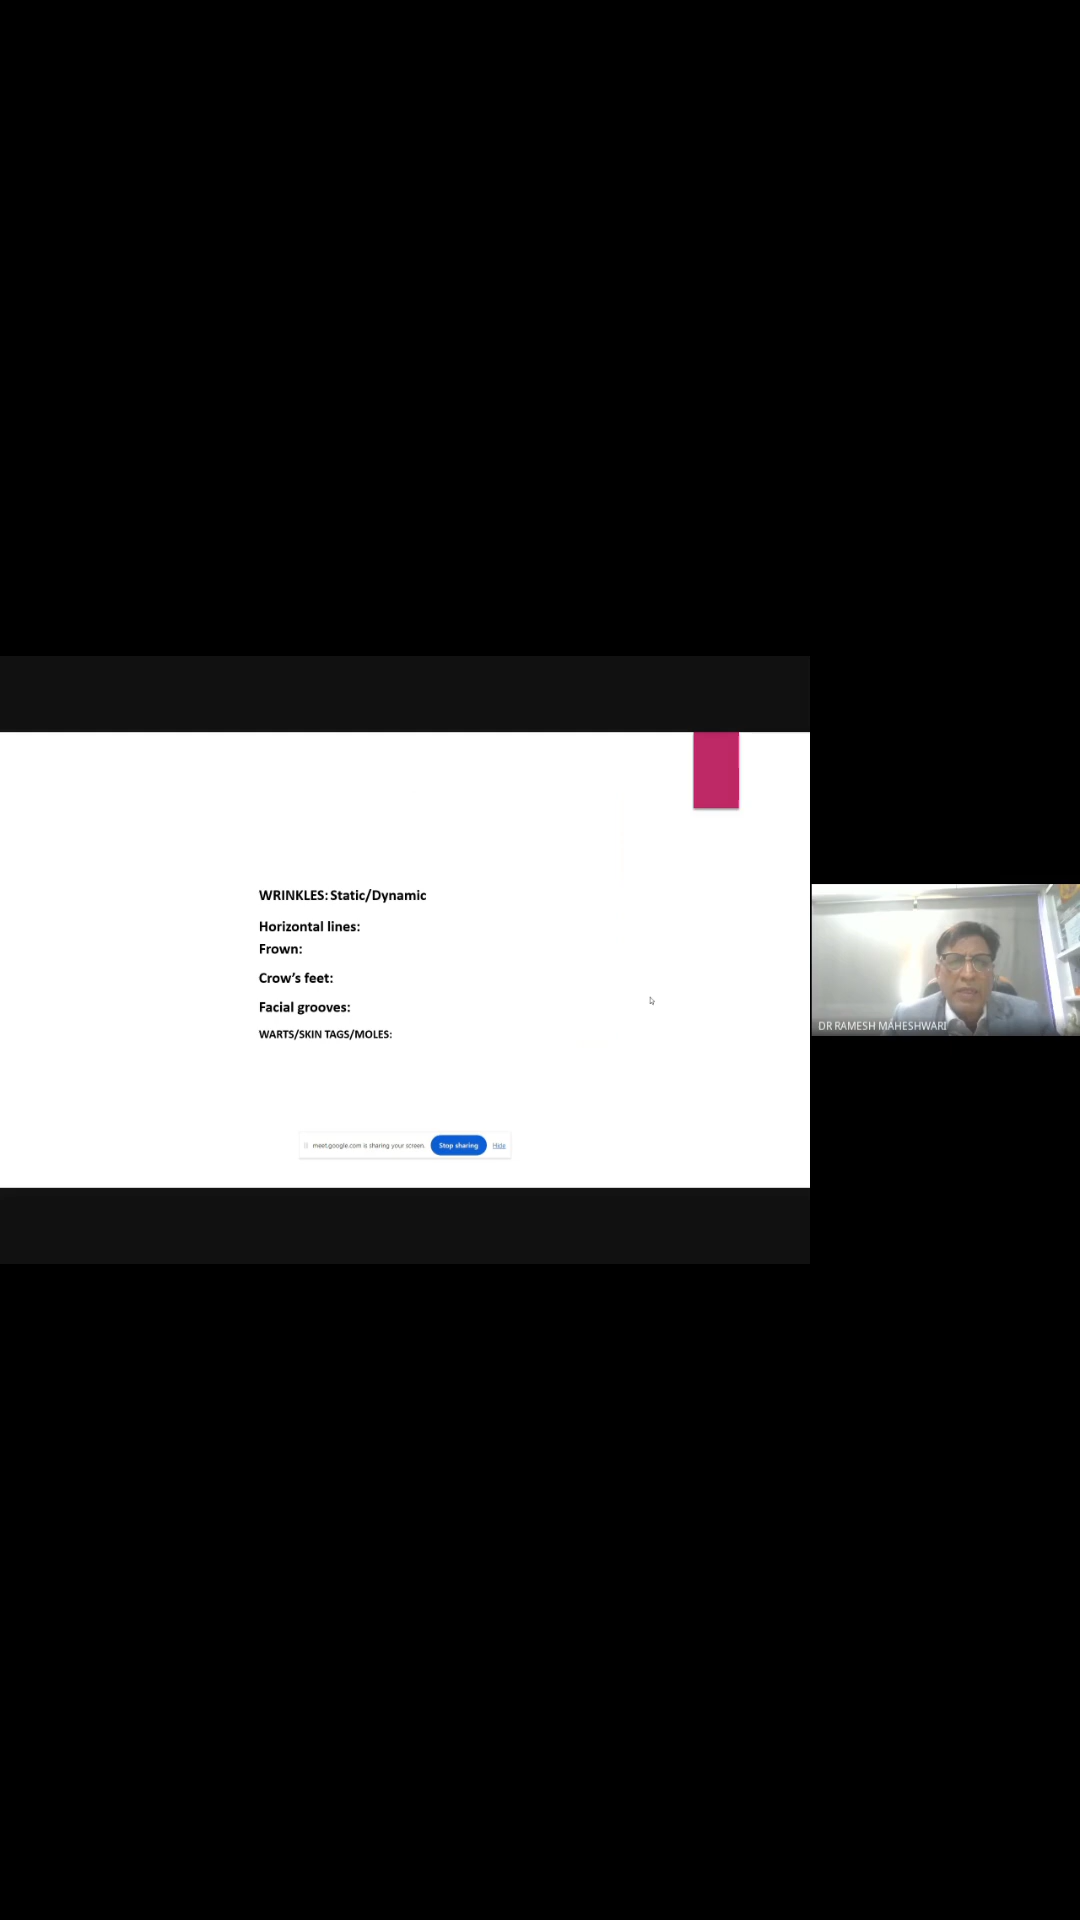 WRINKLES: Static/Dynamic
Horizontal lines:
Frown:
Crow’s feet:
Facial grooves:
WARTS/SKIN TAGS/MOLES:
meet.google.com is sharing your screen. Stop sharing Hide
DR RAMESH MAHESHWARI